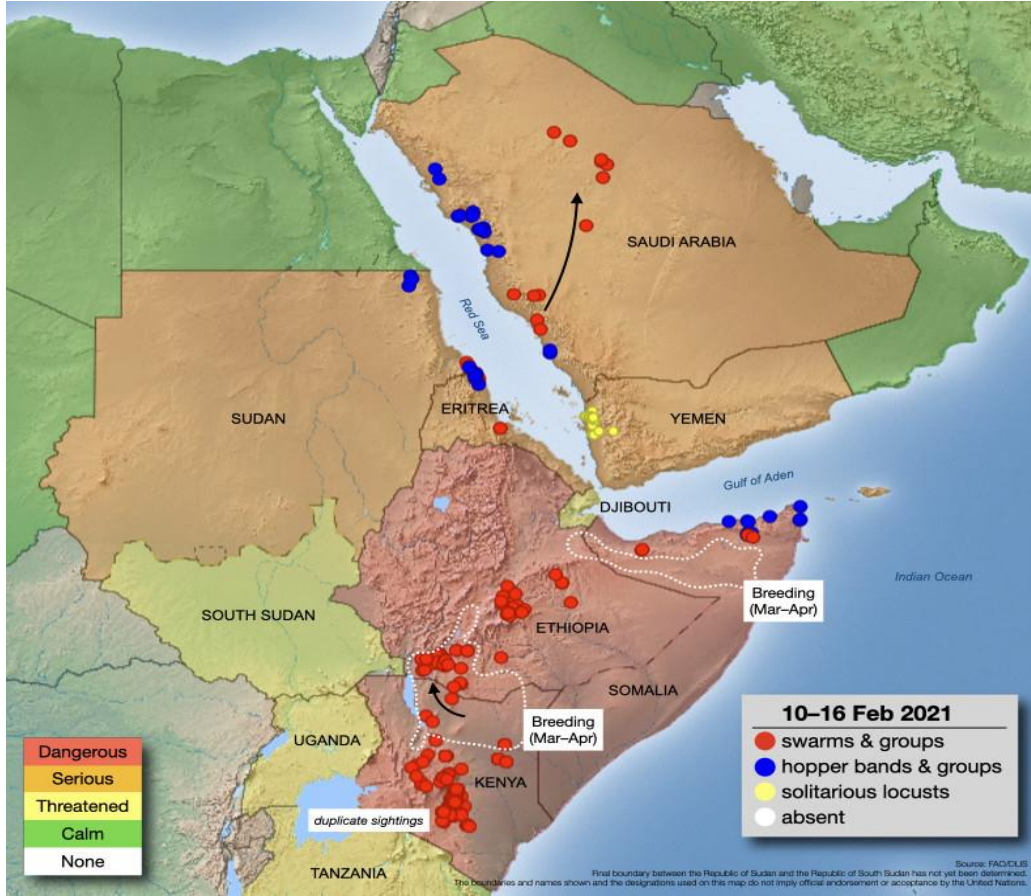 SAUDI ARABIA
Red Sea
SUDAN
ERITREA
YEMEN
Gulf of Aden
DJIBOUTI
Indian Ocean
Breeding
(Mar–Apr)
SOUTH SUDAN
ETHIOPIA
SOMALIA
Breeding
(Mar–Apr)
UGANDA
KENYA
duplicate sightings
TANZANIA
Dangerous
Serious
Threatened
Calm
None
10–16 Feb 2021
swarms & groups
hopper bands & groups
solitarious locusts
absent
Source: FAO/DLIS
Final boundary between the Republic of Sudan and the Republic of South Sudan has not yet been determined.
The boundaries and names shown and the designations used on this map do not imply official endorsement or acceptance by the United Nations.